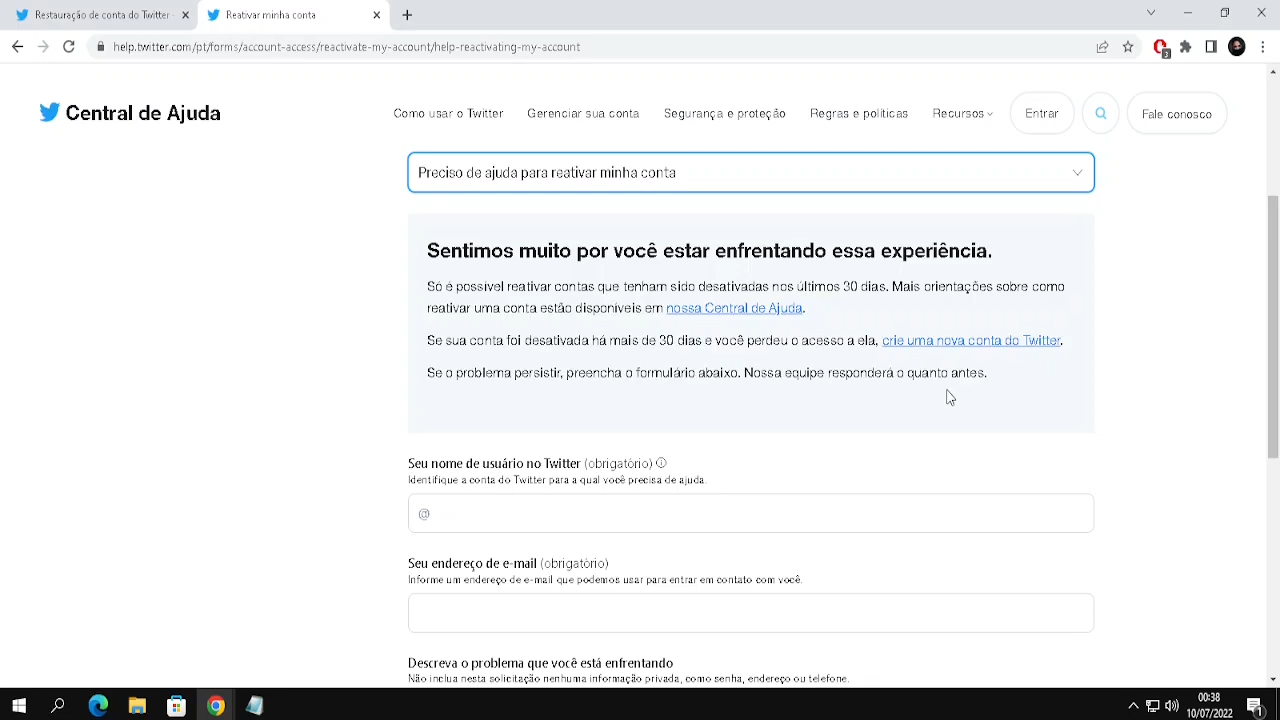 Restauração de conta do Twitter -
Reativar minha conta
help.twitter.com/pt/forms/account-access/reactivate-my-account/help-reactivating-my-account
3
Central de Ajuda
Como usar o Twitter
Gerenciar sua conta
Segurança e proteção
Regras e políticas
Recursos
Entrar
Fale conosco
Preciso de ajuda para reativar minha conta
Sentimos muito por você estar enfrentando essa experiência.
Só é possível reativar contas que tenham sido desativadas nos últimos 30 dias. Mais orientações sobre como
reativar uma conta estão disponíveis em nossa Central de Ajuda.
Se sua conta foi desativada há mais de 30 dias e você perdeu o acesso a ela, crie uma nova conta do Twitter.
Se o problema persistir, preencha o formulário abaixo. Nossa equipe responderá o quanto antes.
Seu nome de usuário no Twitter (obrigatório)
Identifique a conta do Twitter para a qual você precisa de ajuda.
@
Seu endereço de e-mail (obrigatório)
Informe um endereço de e-mail que podemos usar para entrar em contato com você.
Descreva o problema que você está enfrentando
Não inclua nesta solicitação nenhuma informação privada, como senha, endereço ou telefone.
00:38
10/07/2022
1